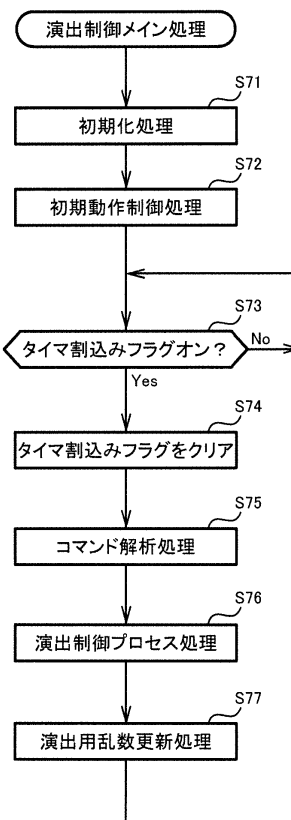 演出制御メイン処理
S71
初期化処理
S72
初期動作制御処理
S73
タイマ割込みフラグオン？
No
Yes
S74
タイマ割込みフラグをクリア
S75
コマンド解析処理
S76
演出制御プロセス処理
S77
演出用乱数更新処理